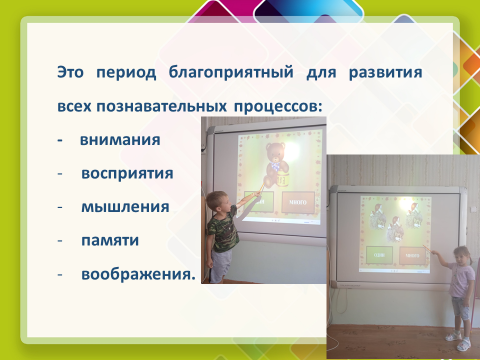 Это период благоприятный для развития
всех познавательных процессов:
- внимания
- восприятия
- мышления
- памяти
- воображения.